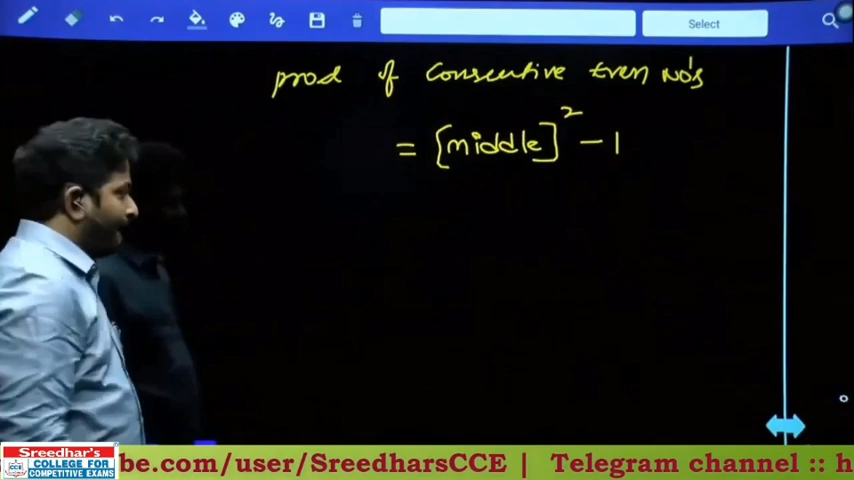 Select
prod of Consecutive Even NO's
= [middle]² - 1
Sreedhar's
CCE
COLLEGE FOR
COMPETITIVE EXAMS
be.com/user/SreedharsCCE | Telegram channel :: h